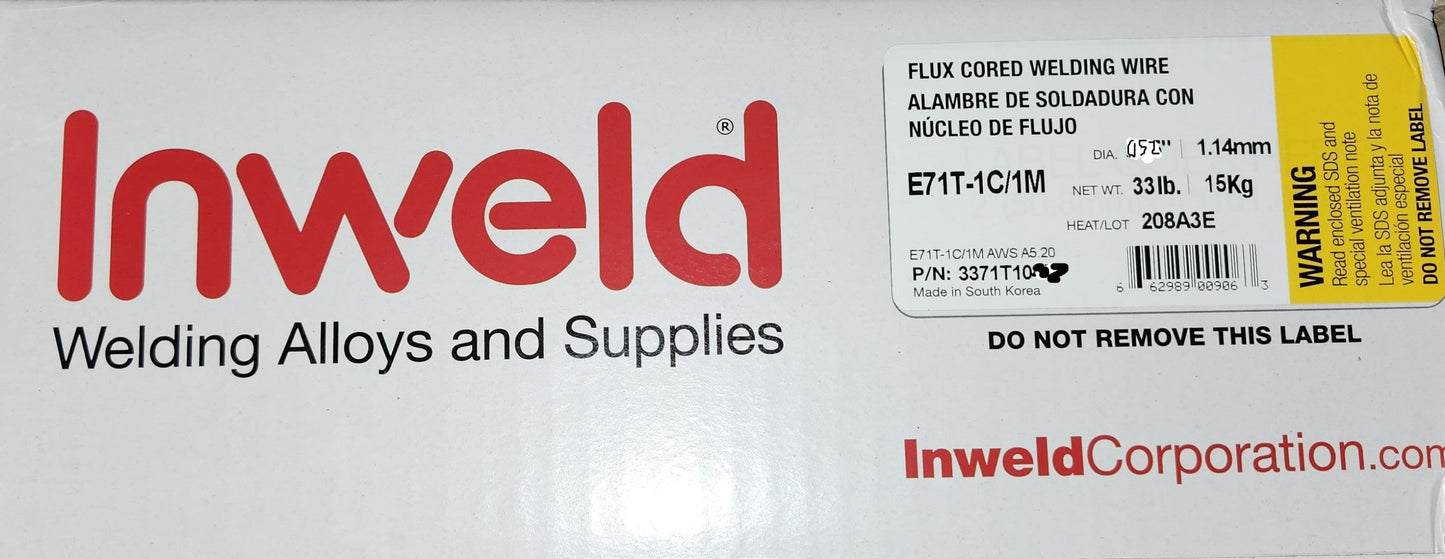 Inweld®
Welding Alloys and Supplies
FLUX CORED WELDING WIRE
ALAMBRE DE SOLDADURA CON
NÚCLEO DE FLUJO
DIA. 1.14mm
E71T-1C/1M NET WT. 33 lb. 15Kg
HEAT/LOT 208A3E
E71T-1C/1M AWS A5.20
P/N:
Made in South Korea
6 62989 00906 3
WARNING
Read enclosed SDS and
special ventilation note
Lea la SDS adjunta y la nota de
ventilación especial
DO NOT REMOVE LABEL
DO NOT REMOVE THIS LABEL
InweldCorporation.com